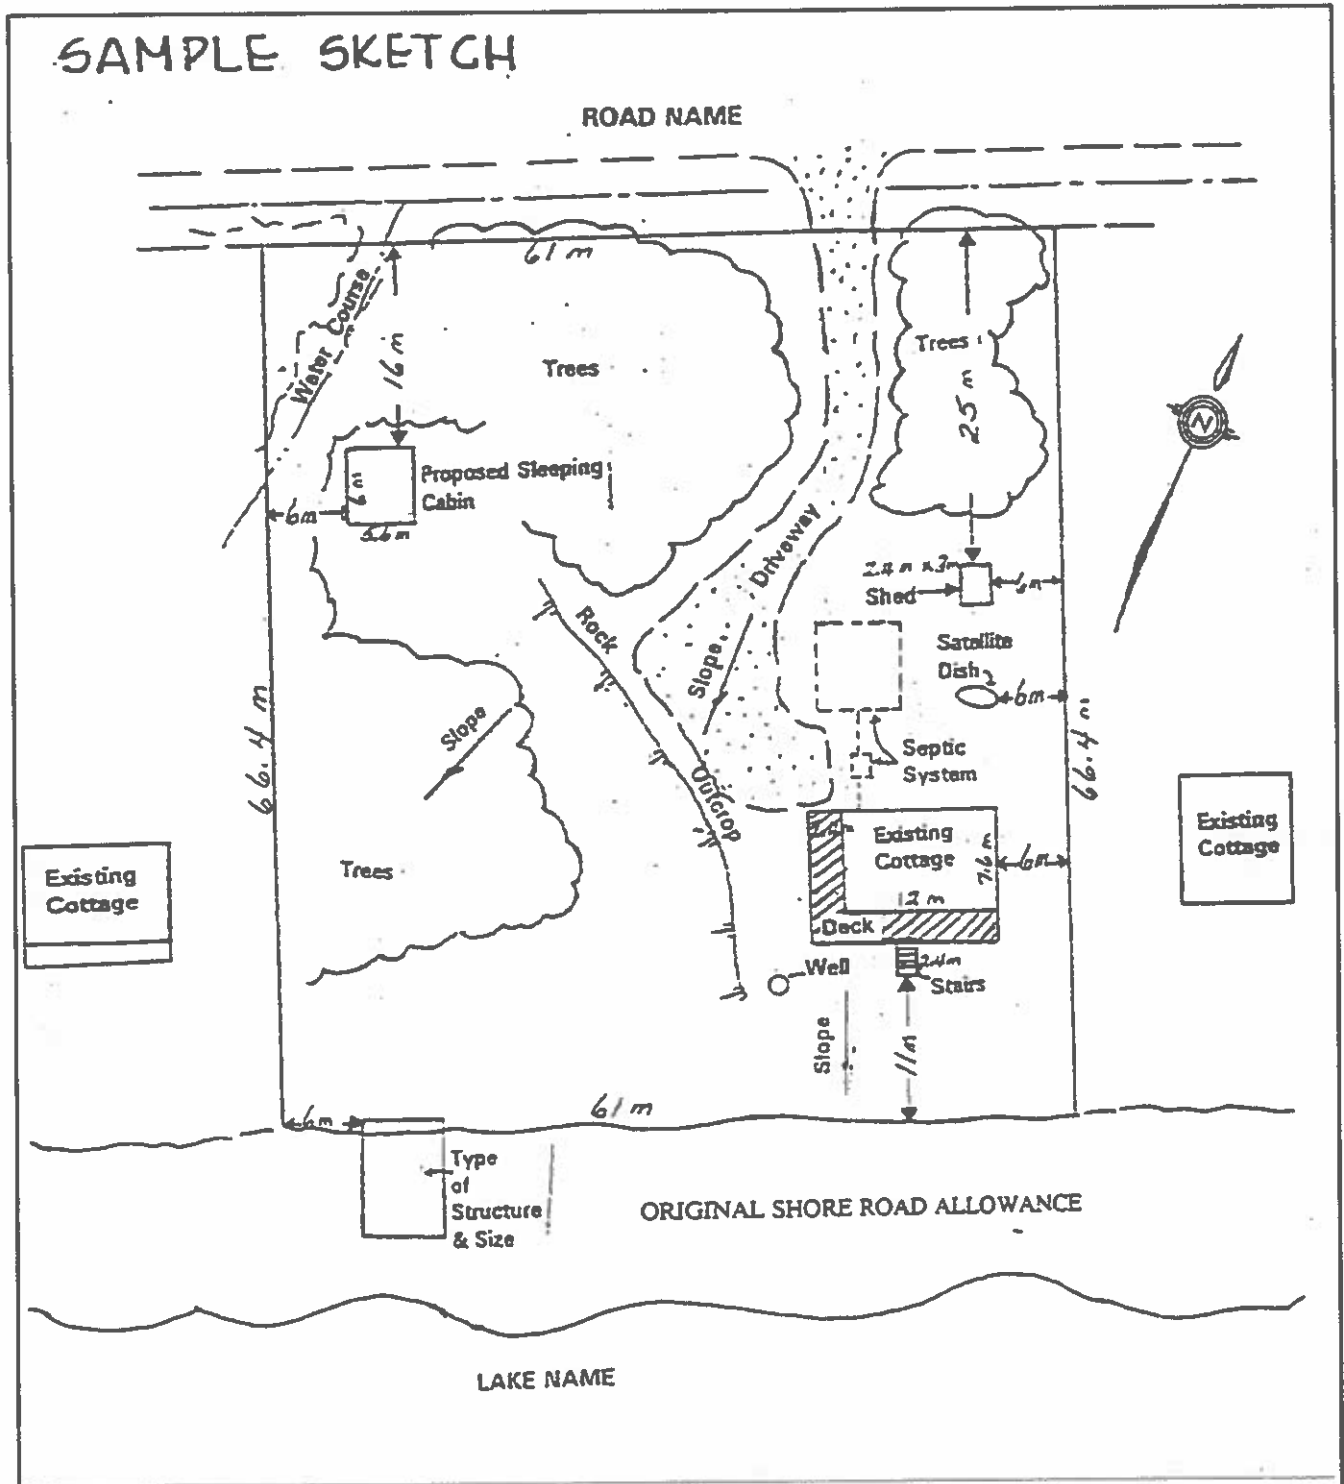 SAMPLE SKETCH
ROAD NAME
61 m
Water Course
16 m
Trees
Trees
25 m
N
Proposed Sleeping
Cabin
6m
6m
5.6 m
Driveway
2.4 m x 3m
Shed
6m
Rock
Outcrop
Slope
Satellite
Dish
6m
Slope
Septic
System
66.4 m
66.4 m
Existing
Cottage
Existing
Cottage
7.6 m
6m
Existing
Cottage
Trees
12 m
Deck
Well
2.4m
Stairs
Slope
11m
6m
61 m
Type
of
Structure
& Size
ORIGINAL SHORE ROAD ALLOWANCE
LAKE NAME